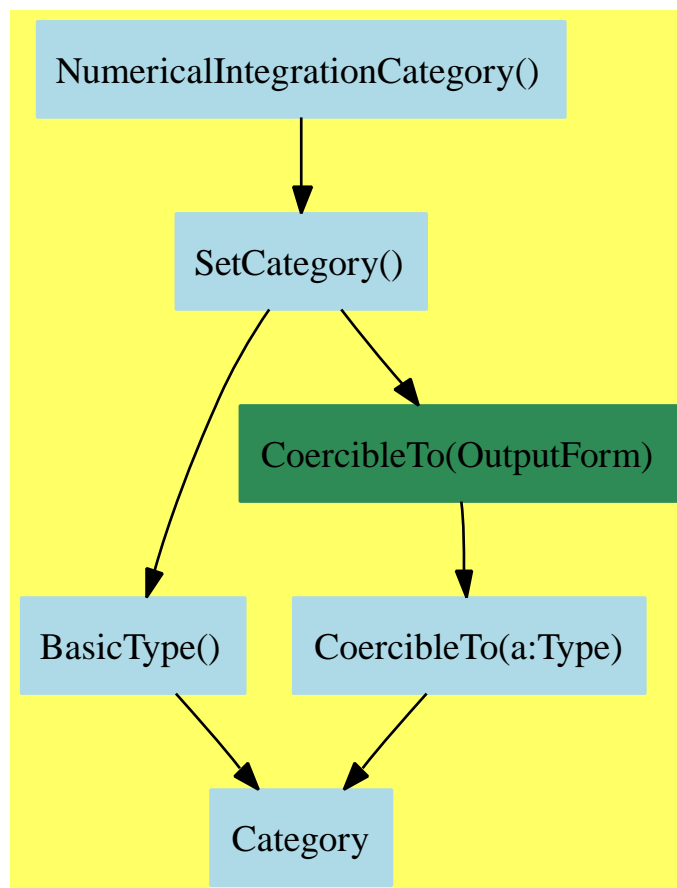 NumericalIntegrationCategory()
SetCategory()
CoercibleTo(OutputForm)
BasicType()
CoercibleTo(a:Type)
Category